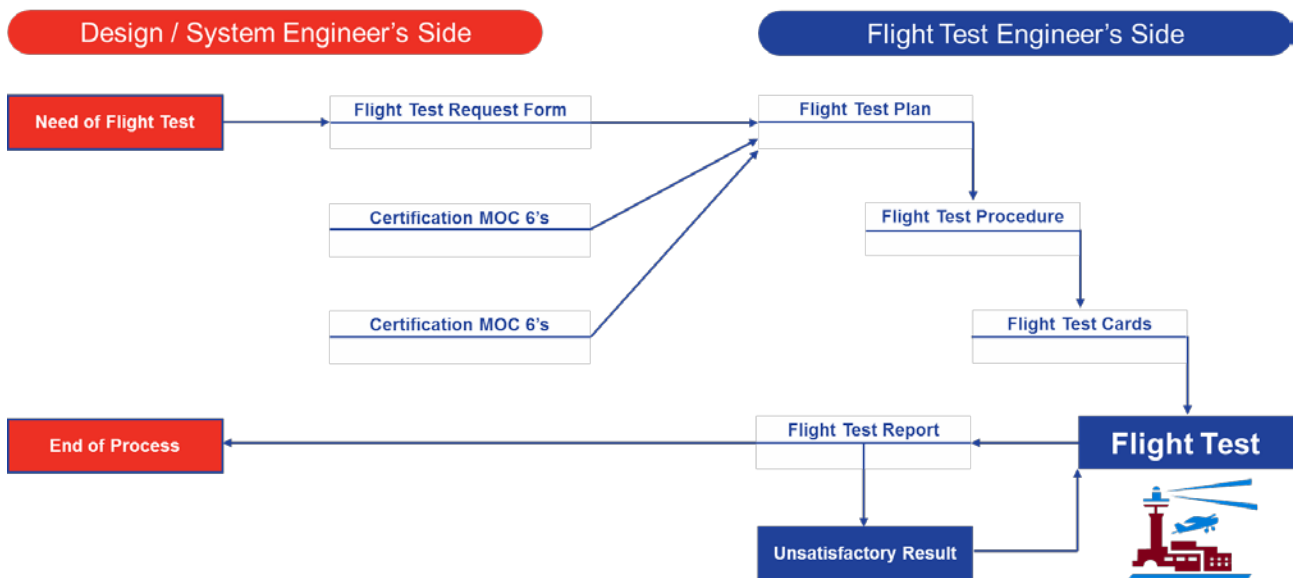 Design / System Engineer's Side
Flight Test Engineer's Side
Need of Flight Test
Flight Test Request Form
Flight Test Plan
Certification MOC 6's
Flight Test Procedure
Certification MOC 6's
Flight Test Cards
End of Process
Flight Test Report
Flight Test
Unsatisfactory Result